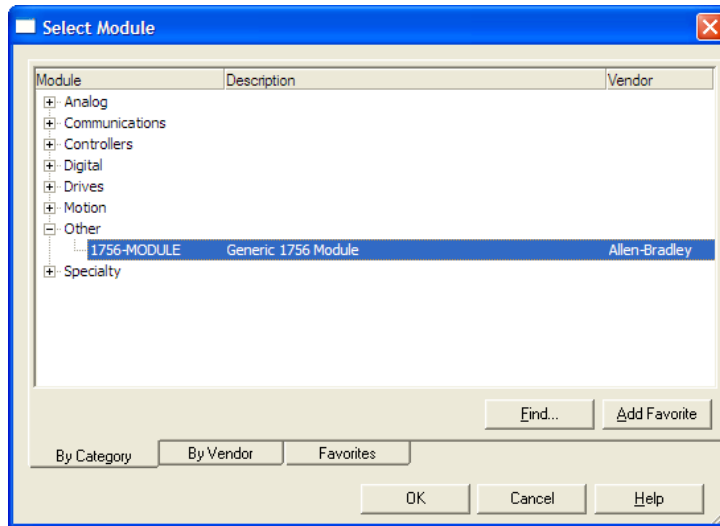 Select Module
Module Description Vendor
Analog
Communications
Controllers
Digital
Drives
Motion
Other
1756-MODULE Generic 1756 Module Allen-Bradley
Specialty
Find... Add Favorite
By Category By Vendor Favorites
OK Cancel Help